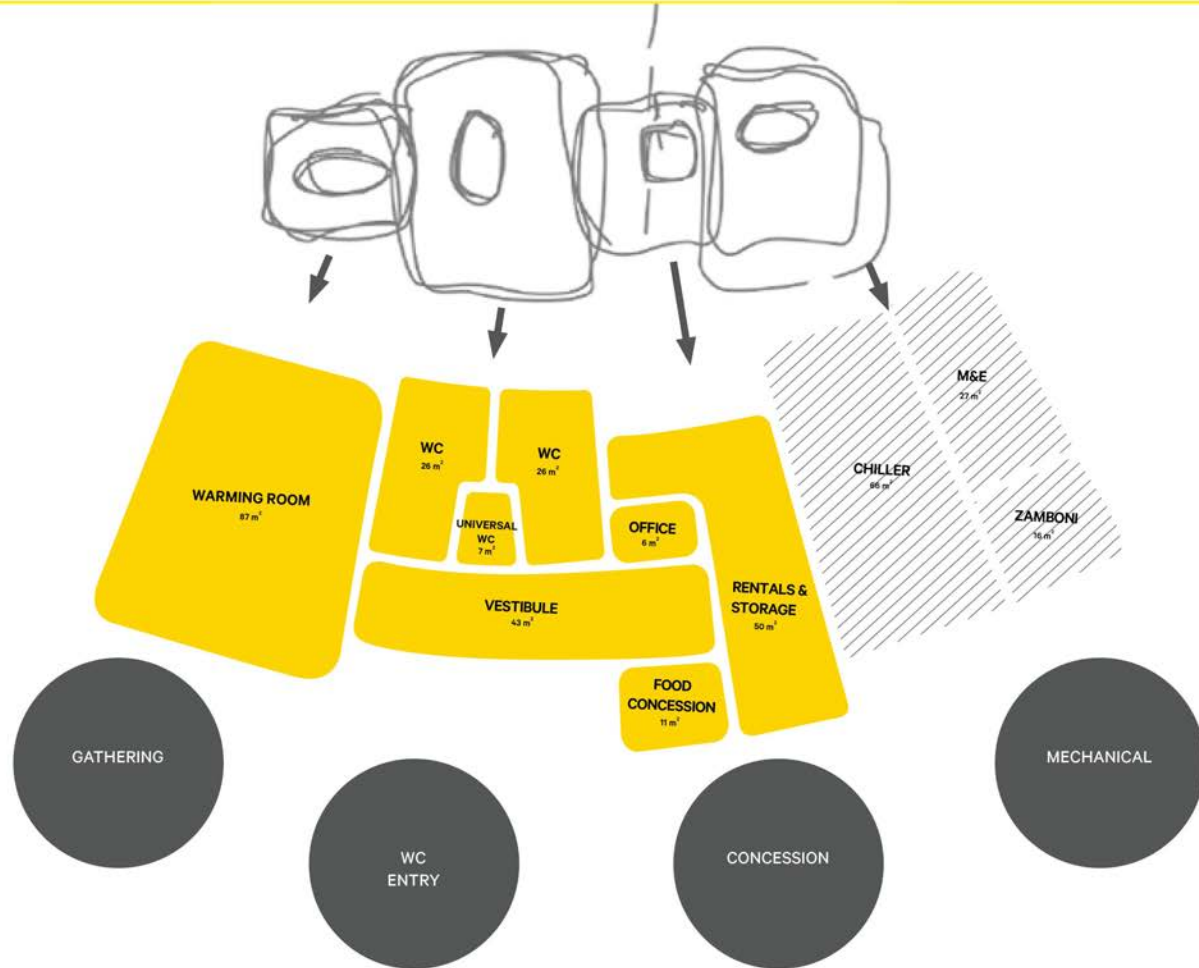 M&E
27 m²
WC
26 m²
WC
26 m²
CHILLER
66 m²
WARMING ROOM
87 m²
ZAMBONI
16 m²
UNIVERSAL
WC
7 m²
OFFICE
6 m²
RENTALS &
STORAGE
50 m²
VESTIBULE
43 m²
FOOD
CONCESSION
11 m²
GATHERING
MECHANICAL
WC
ENTRY
CONCESSION